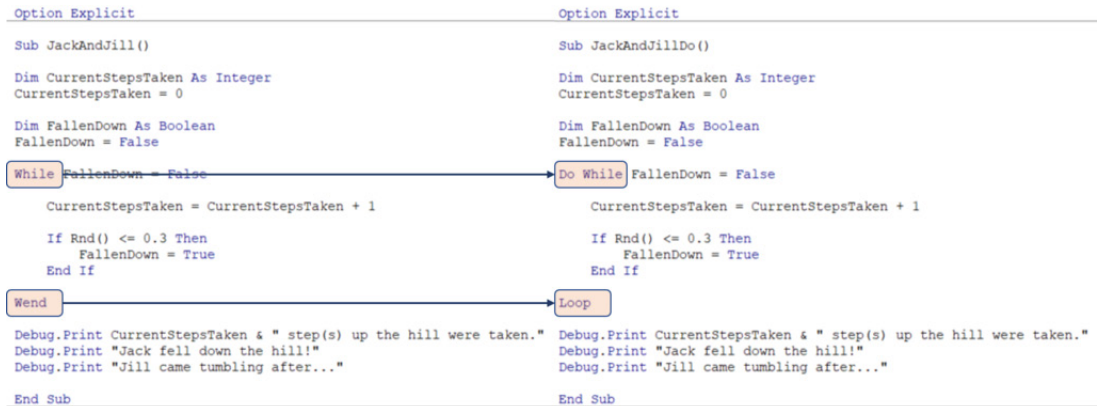 Option Explicit
Sub JackAndJill()
Dim CurrentStepsTaken As Integer
CurrentStepsTaken = 0
Dim FallenDown As Boolean
FallenDown = False
While FallenDown = False
CurrentStepsTaken = CurrentStepsTaken + 1
If Rnd() <= 0.3 Then
FallenDown = True
End If
Wend
Debug.Print CurrentStepsTaken & " step(s) up the hill were taken."
Debug.Print "Jack fell down the hill!"
Debug.Print "Jill came tumbling after..."
End Sub
Option Explicit
Sub JackAndJillDo()
Dim CurrentStepsTaken As Integer
CurrentStepsTaken = 0
Dim FallenDown As Boolean
FallenDown = False
Do While FallenDown = False
CurrentStepsTaken = CurrentStepsTaken + 1
If Rnd() <= 0.3 Then
FallenDown = True
End If
Loop
Debug.Print CurrentStepsTaken & " step(s) up the hill were taken."
Debug.Print "Jack fell down the hill!"
Debug.Print "Jill came tumbling after..."
End Sub